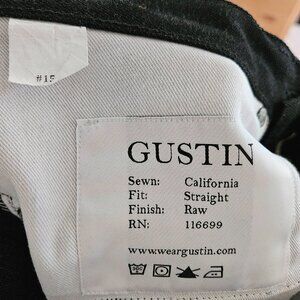 #15
GUSTIN
Sewn: California
Fit: Straight
Finish: Raw
RN: 116699
www.weargustin.com